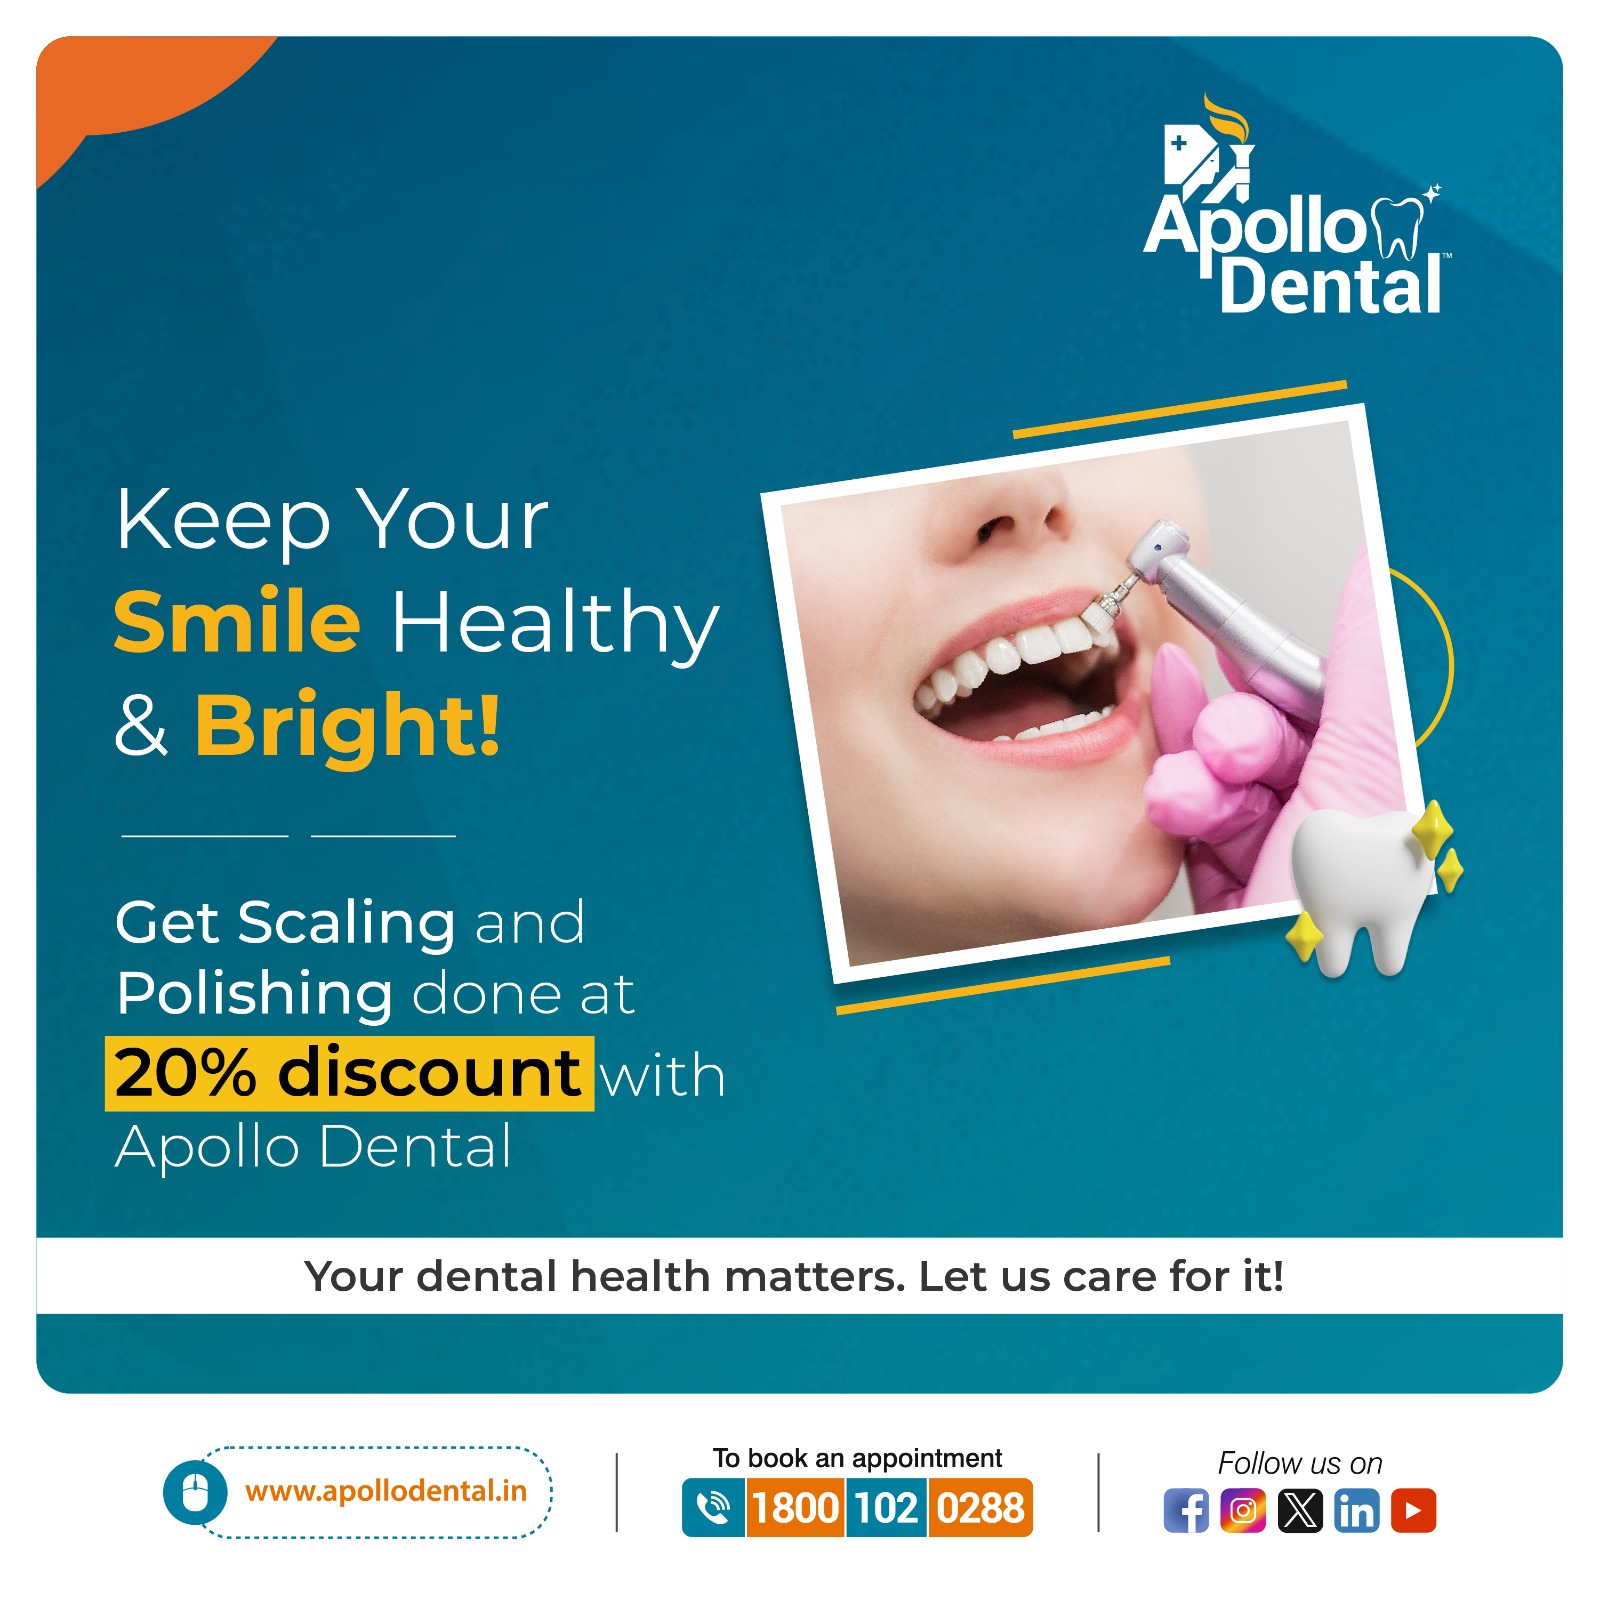 Apollo
Dental™
Keep Your
Smile Healthy
& Bright!
Get Scaling and
Polishing done at
20% discount with
Apollo Dental
Your dental health matters. Let us care for it!
www.apollodental.in
To book an appointment
1800 102 0288
Follow us on